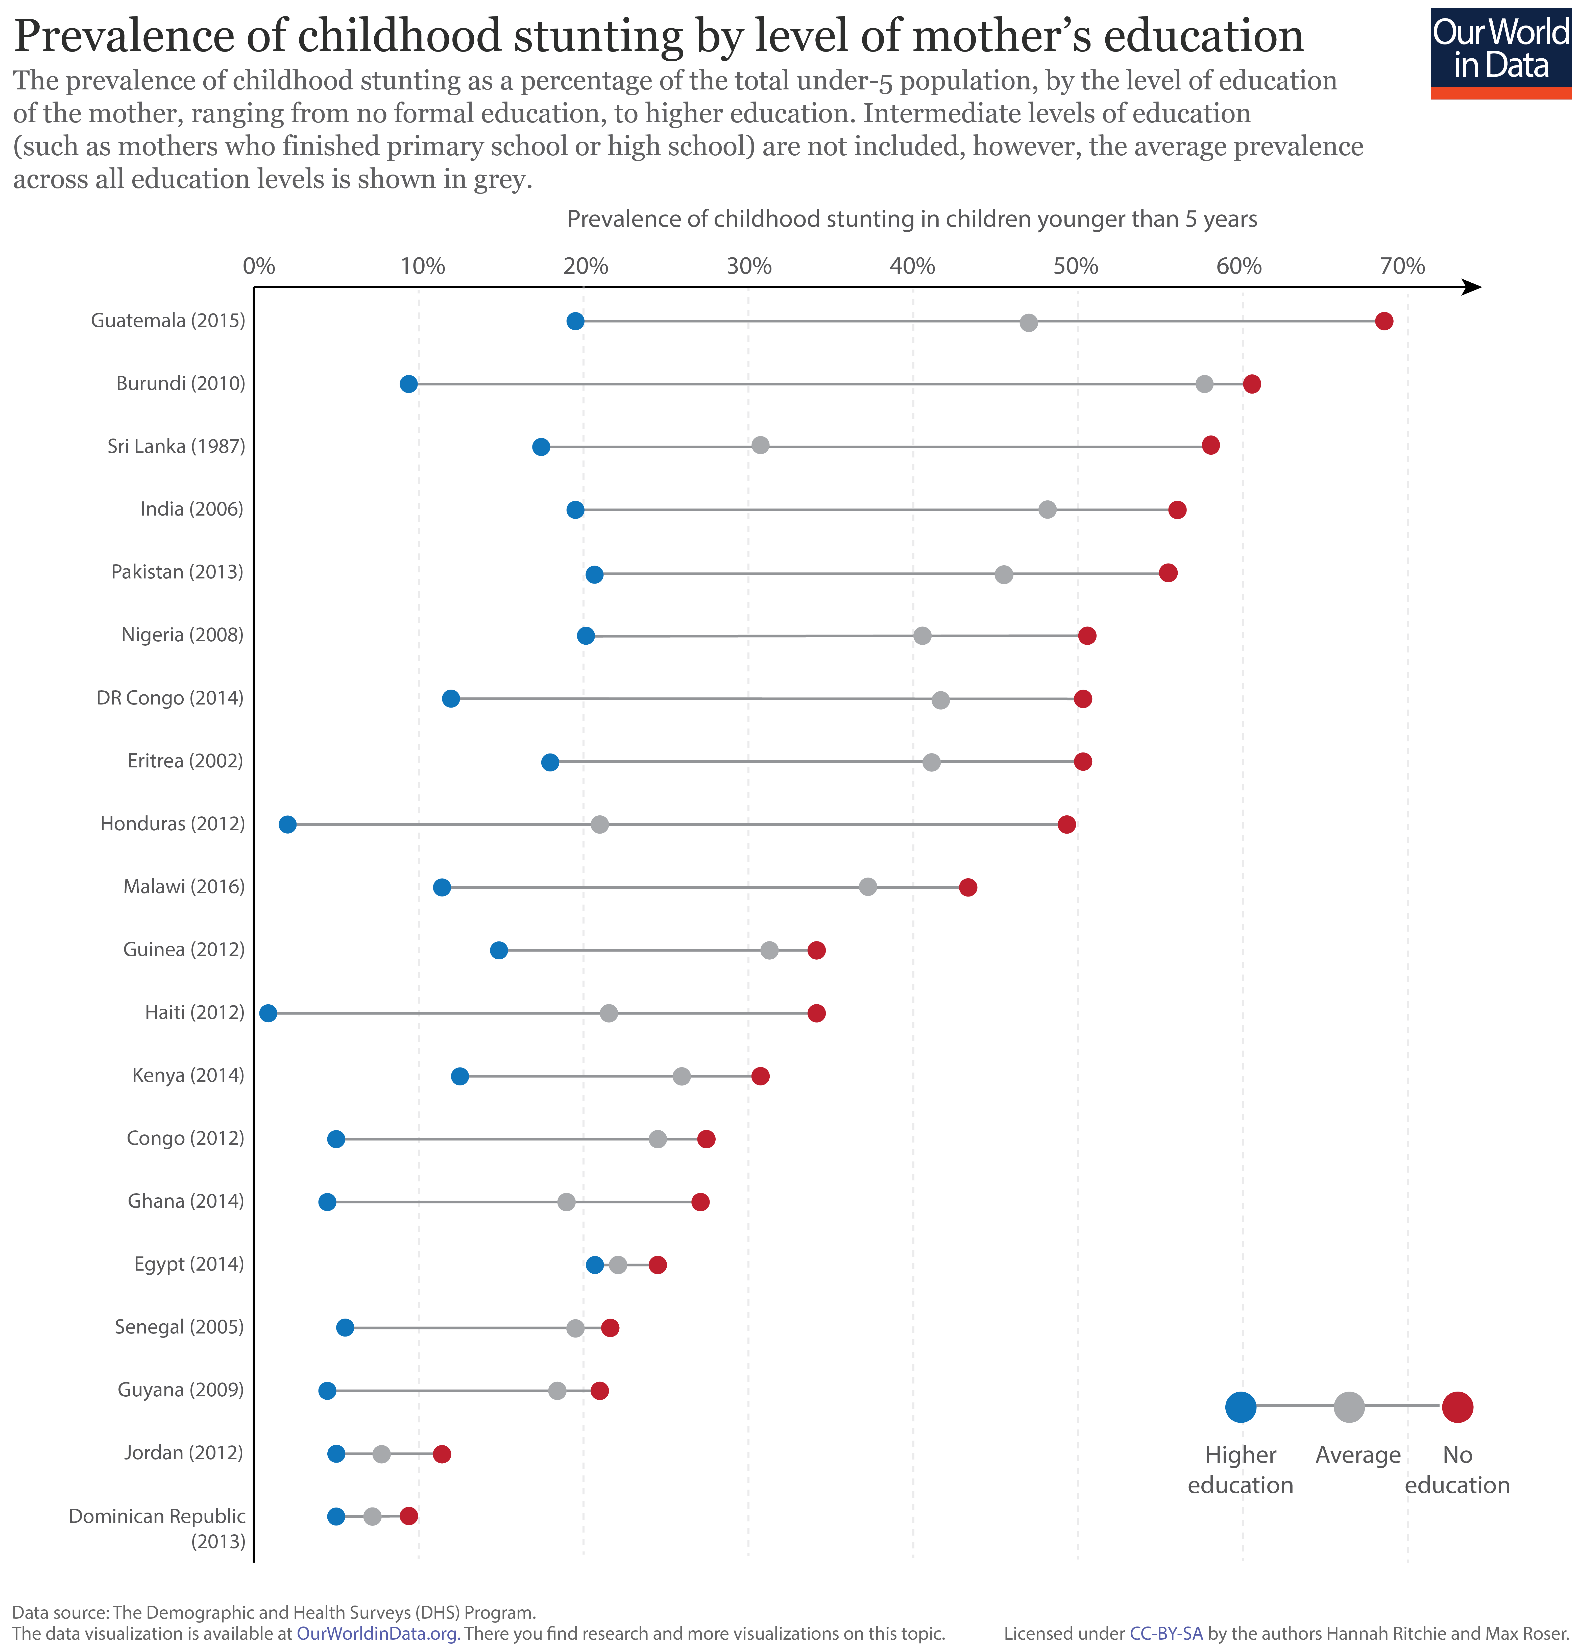 Prevalence of childhood stunting by level of mother's education
Our World
in Data
The prevalence of childhood stunting as a percentage of the total under-5 population, by the level of education
of the mother, ranging from no formal education, to higher education. Intermediate levels of education
(such as mothers who finished primary school or high school) are not included, however, the average prevalence
across all education levels is shown in grey.
Prevalence of childhood stunting in children younger than 5 years
0% 10% 20% 30% 40% 50% 60% 70%
Guatemala (2015)
Burundi (2010)
Sri Lanka (1987)
India (2006)
Pakistan (2013)
Nigeria (2008)
DR Congo (2014)
Eritrea (2002)
Honduras (2012)
Malawi (2016)
Guinea (2012)
Haiti (2012)
Kenya (2014)
Congo (2012)
Ghana (2014)
Egypt (2014)
Senegal (2005)
Guyana (2009)
Jordan (2012)
Dominican Republic
(2013)
Higher
education
Average
No
education
Data source: The Demographic and Health Surveys (DHS) Program.
The data visualization is available at OurWorldinData.org. There you find research and more visualizations on this topic.
Licensed under CC-BY-SA by the authors Hannah Ritchie and Max Roser.